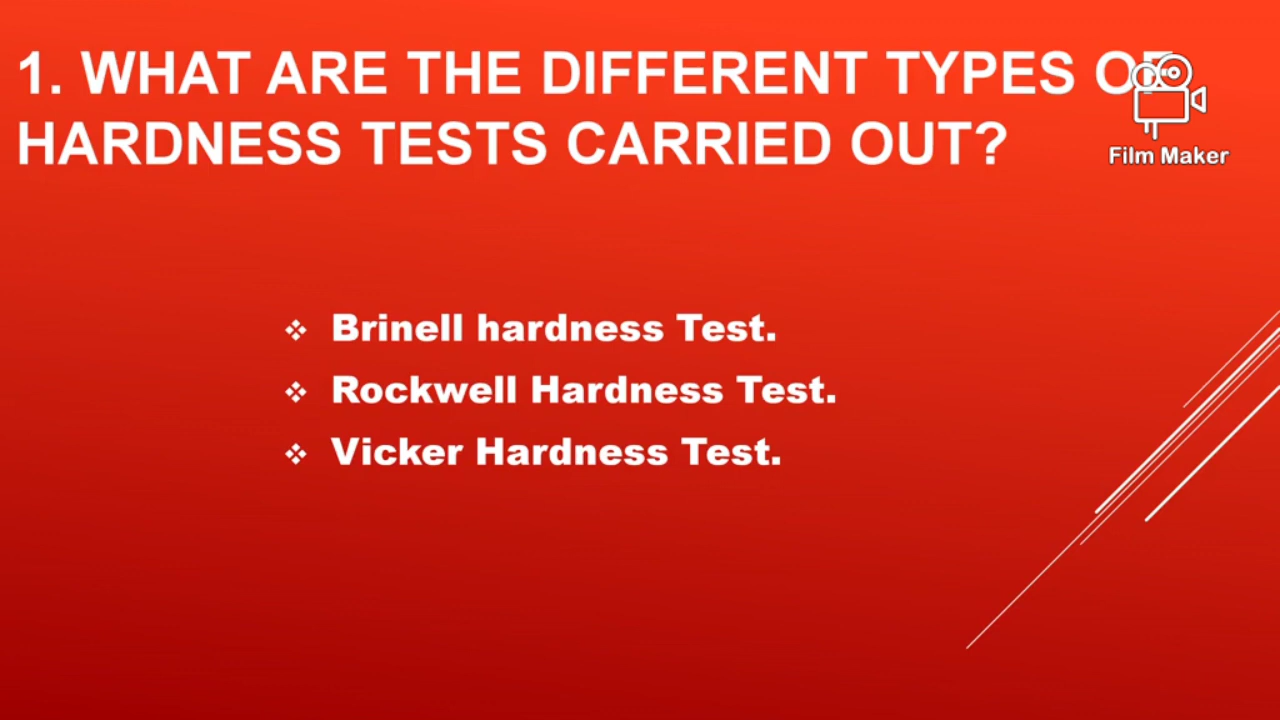 1. WHAT ARE THE DIFFERENT TYPES OF
HARDNESS TESTS CARRIED OUT?
Film Maker
❖ Brinell hardness Test.
❖ Rockwell Hardness Test.
❖ Vicker Hardness Test.